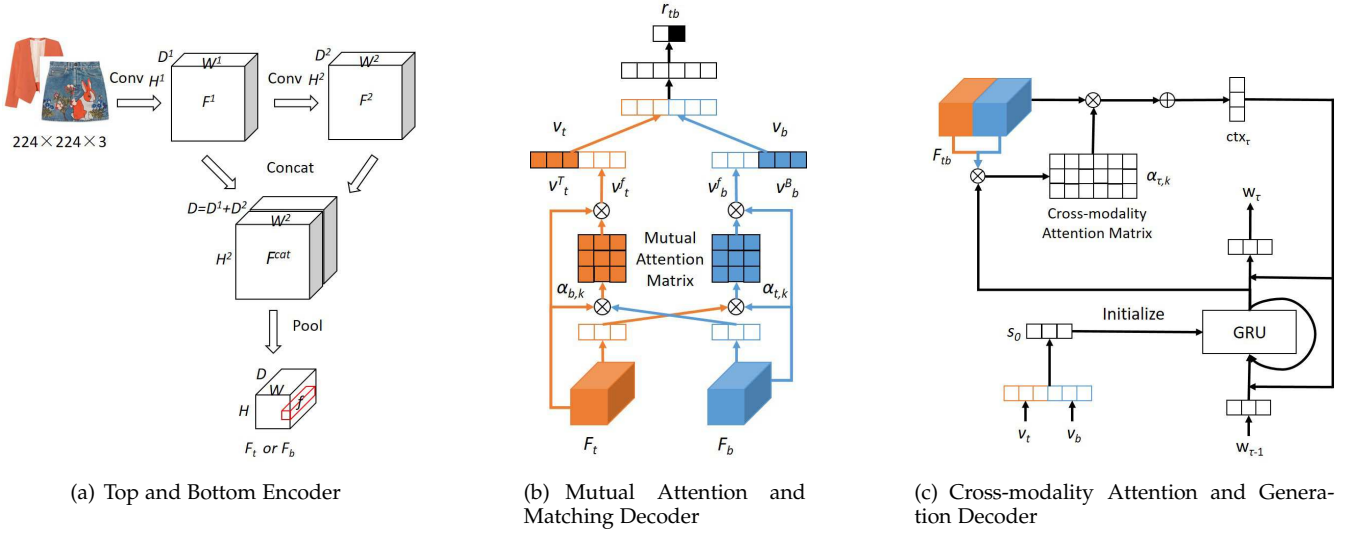 D¹
W¹
Conv
H¹
F¹
224×224×3
D²
W²
Conv
H²
F²
Concat
D=D¹+D²
W²
H²
F^cat
Pool
D
W
H
f
F_t or F_b
(a) Top and Bottom Encoder
r_tb
v_t
v_b
v^T_t
v^f_t
v^f_b
v^B_b
Mutual
Attention
Matrix
α_b,k
α_t,k
F_t
F_b
(b) Mutual Attention and
Matching Decoder
F_tb
ctx_τ
α_τ,k
Cross-modality
Attention Matrix
w_τ
Initialize
s_0
GRU
v_t
v_b
w_τ-1
(c) Cross-modality Attention and Genera-
tion Decoder